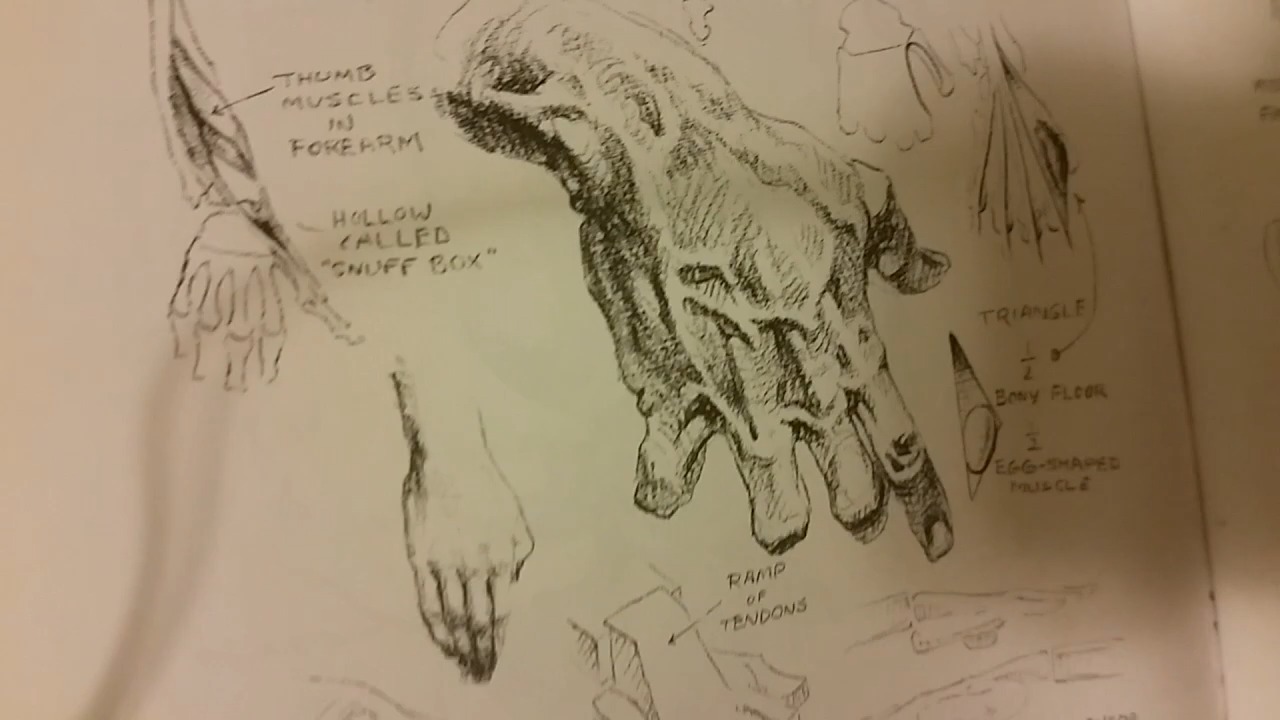 THUMB
MUSCLES
IN
FOREARM
HOLLOW
CALLED
"SNUFF BOX"
TRIANGLE
1/2
BONY FLOOR
1/2
EGG-SHAPED
MUSCLE
RAMP
OF
TENDONS